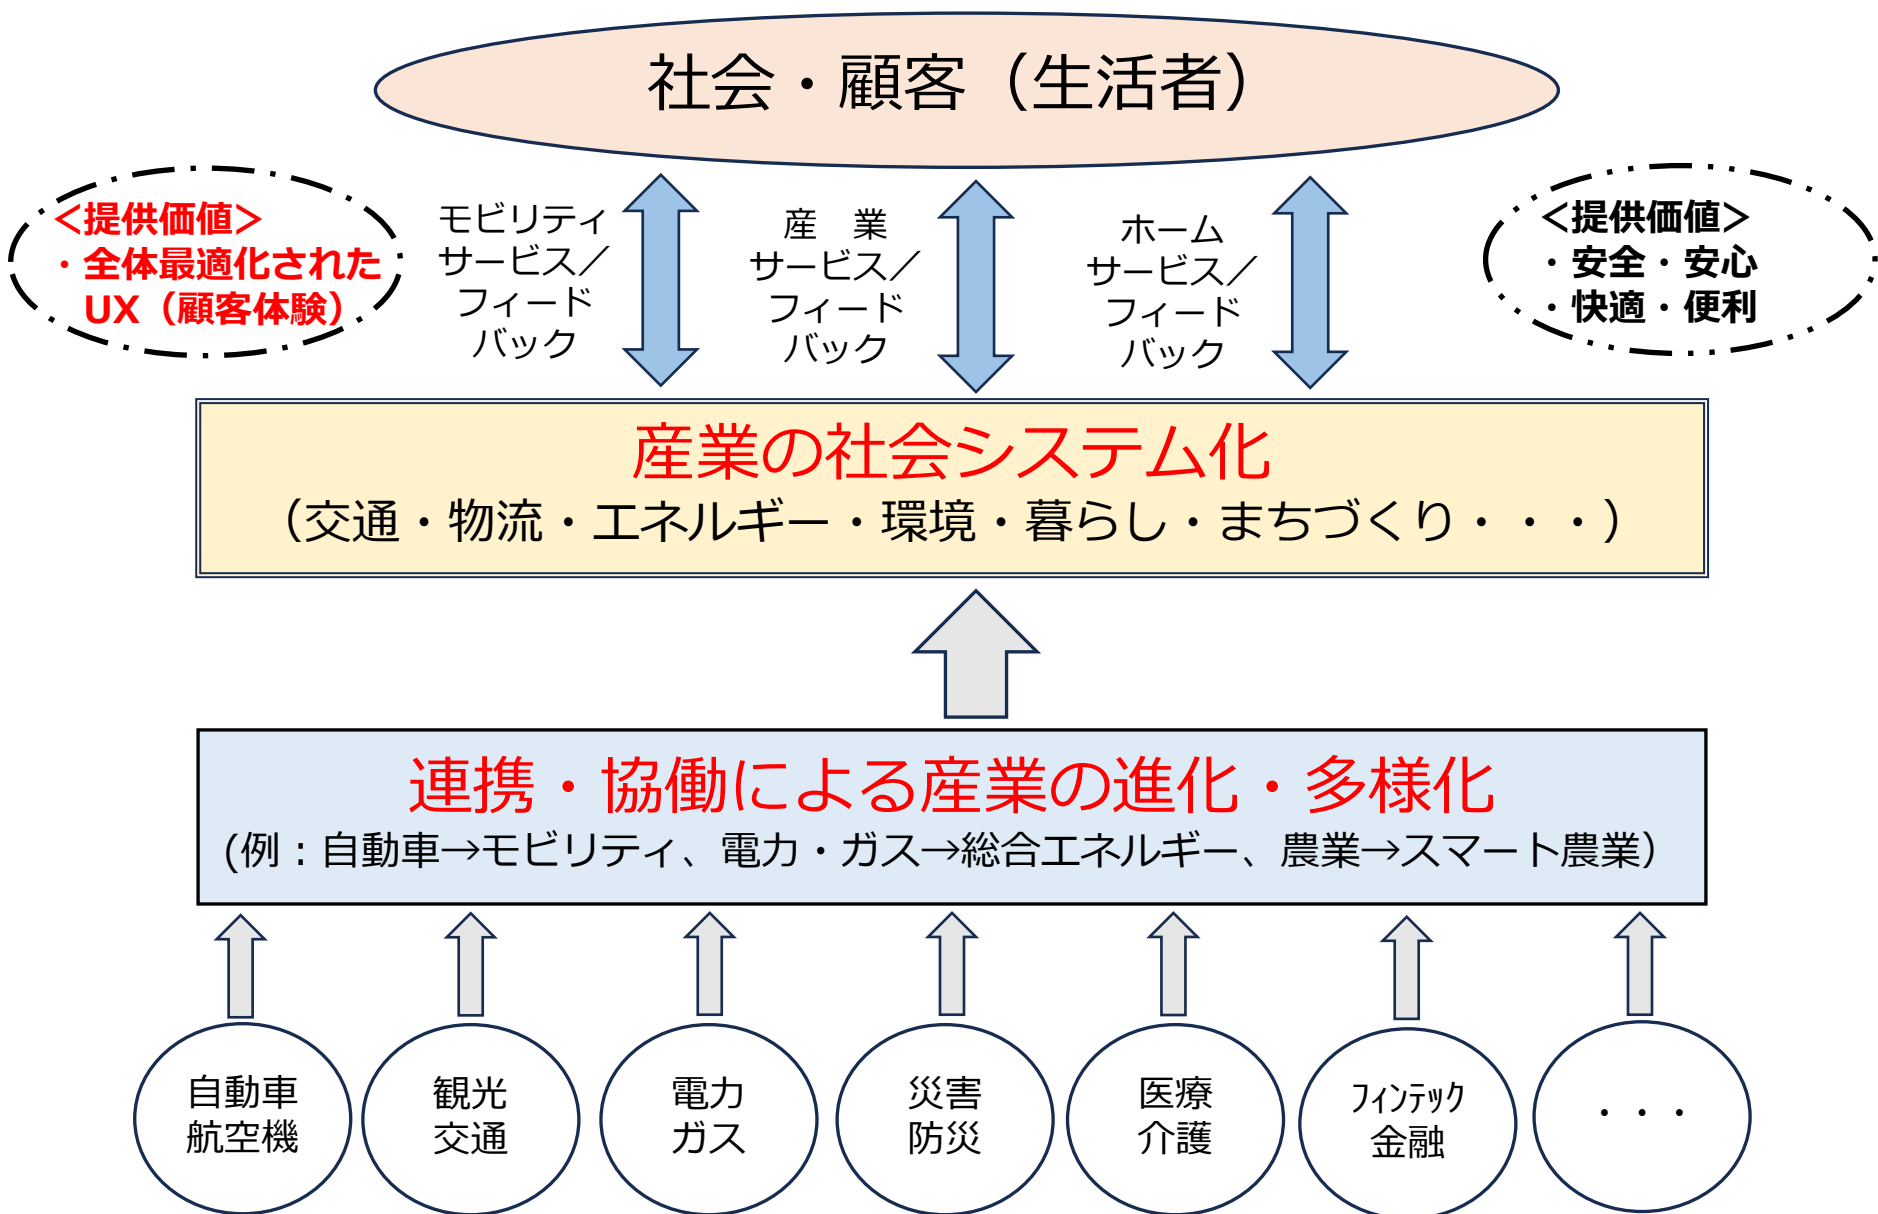 社会・顧客（生活者）
＜提供価値＞
・全体最適化された
UX（顧客体験）
モビリティ
サービス／
フィード
バック
産　業
サービス／
フィード
バック
ホーム
サービス／
フィード
バック
＜提供価値＞
・安全・安心
・快適・便利
産業の社会システム化
（交通・物流・エネルギー・環境・暮らし・まちづくり・・・）
連携・協働による産業の進化・多様化
(例：自動車→モビリティ、電力・ガス→総合エネルギー、農業→スマート農業）
自動車
航空機
観光
交通
電力
ガス
災害
防災
医療
介護
ﾌｨﾝﾃｯｸ
金融
・・・